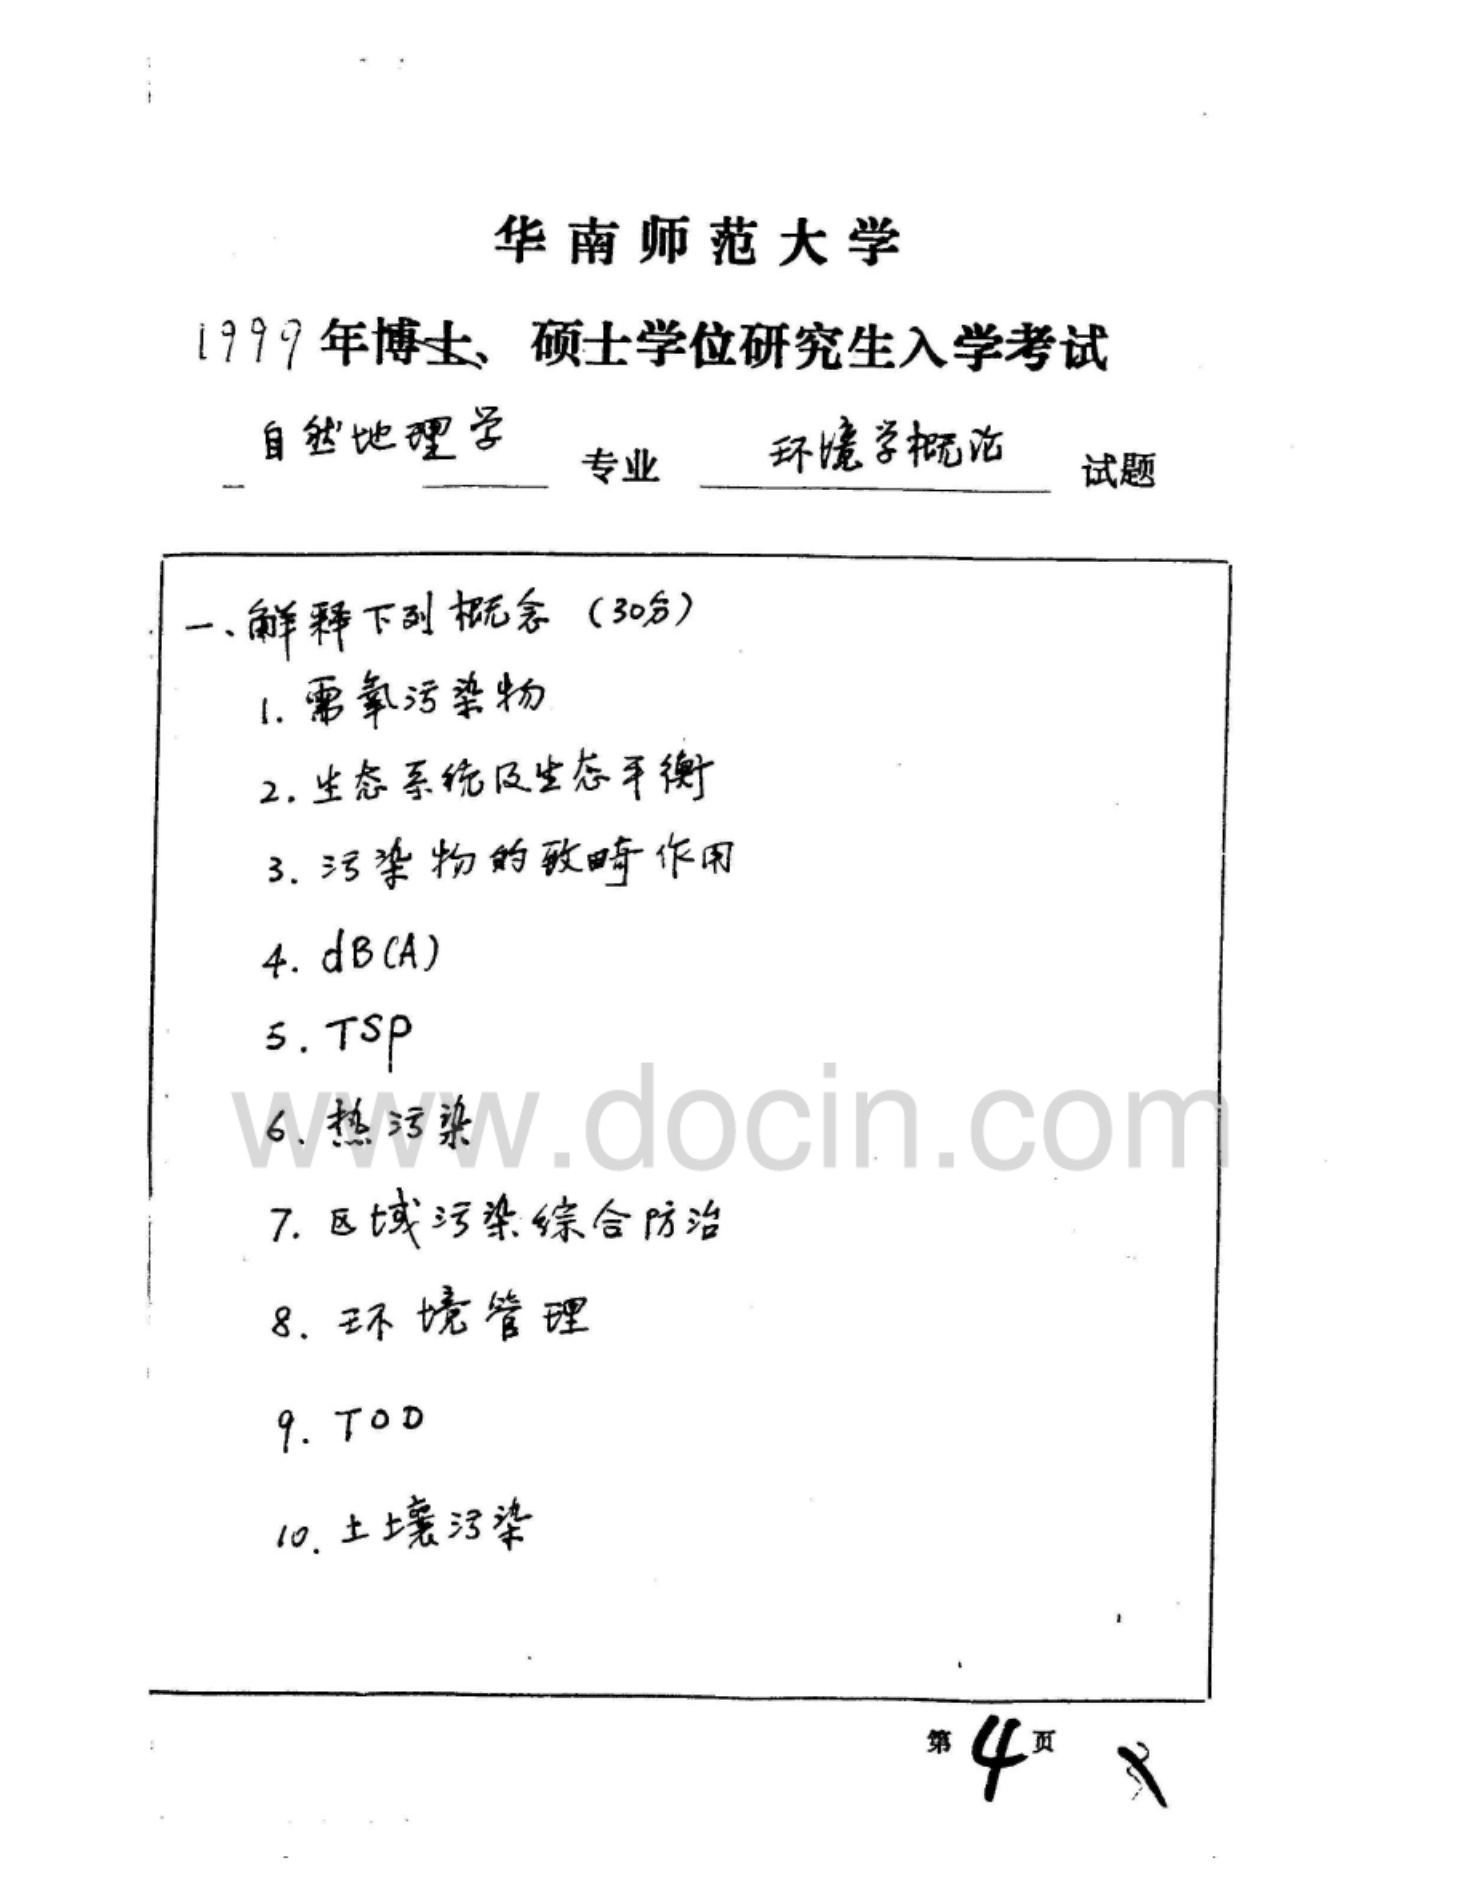 华南师范大学
1999年博士、硕士学位研究生入学考试
自然地理学 专业 环境学概论 试题
一、解释下列概念（30分）
1. 需氧污染物
2. 生态系统及生态平衡
3. 污染物的致畸作用
4. dB(A)
5. TSP
6. 热污染
7. 区域污染综合防治
8. 环境管理
9. TOD
10. 土壤污染
www.docin.com
第4页